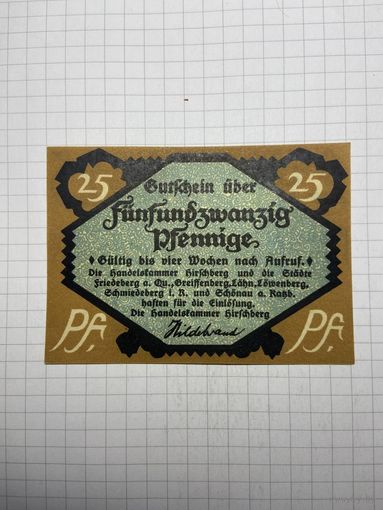 25
25
Gutschein über
Fünfundzwanzig
Pfennige.
♦ Gültig bis vier Wochen nach Aufruf. ♦
Die Handelskammer Hirschberg und die Städte
Friedeberg a. Qu., Greiffenberg, Lähn, Löwenberg,
Schmiedeberg i. R. und Schönau a. Katzb.
haften für die Einlösung.
Die Handelskammer Hirschberg
Hildebrand
Pf.
Pf.